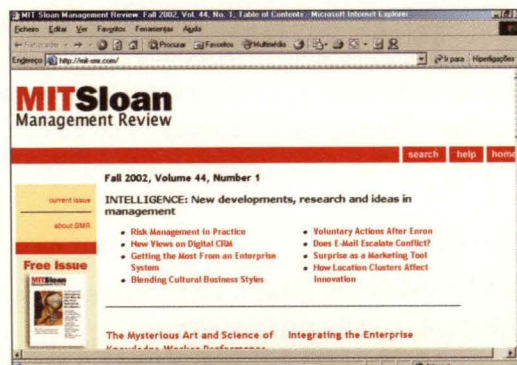 MIT Sloan Management Review, Fall 2002, Vol. 44, No. 1, Table of Contents - Microsoft Internet Explorer
Ficheiro Editar Ver Favoritos Ferramentas Ajuda
Procurar Favoritos Multimédia
Endereço http://mit-smr.com/ Ir para Hiperligações
MITSloan
Management Review
search help home
Fall 2002, Volume 44, Number 1
current issue
INTELLIGENCE: New developments, research and ideas in
management
about SMR
Risk Management in Practice
New Views on Digital CRM
Getting the Most From an Enterprise
System
Blending Cultural Business Styles
Voluntary Actions After Enron
Does E-Mail Escalate Conflict?
Surprise as a Marketing Tool
How Location Clusters Affect
Innovation
Free Issue
MITSloan
The Mysterious Art and Science of
Knowledge-Worker Performance
Integrating the Enterprise